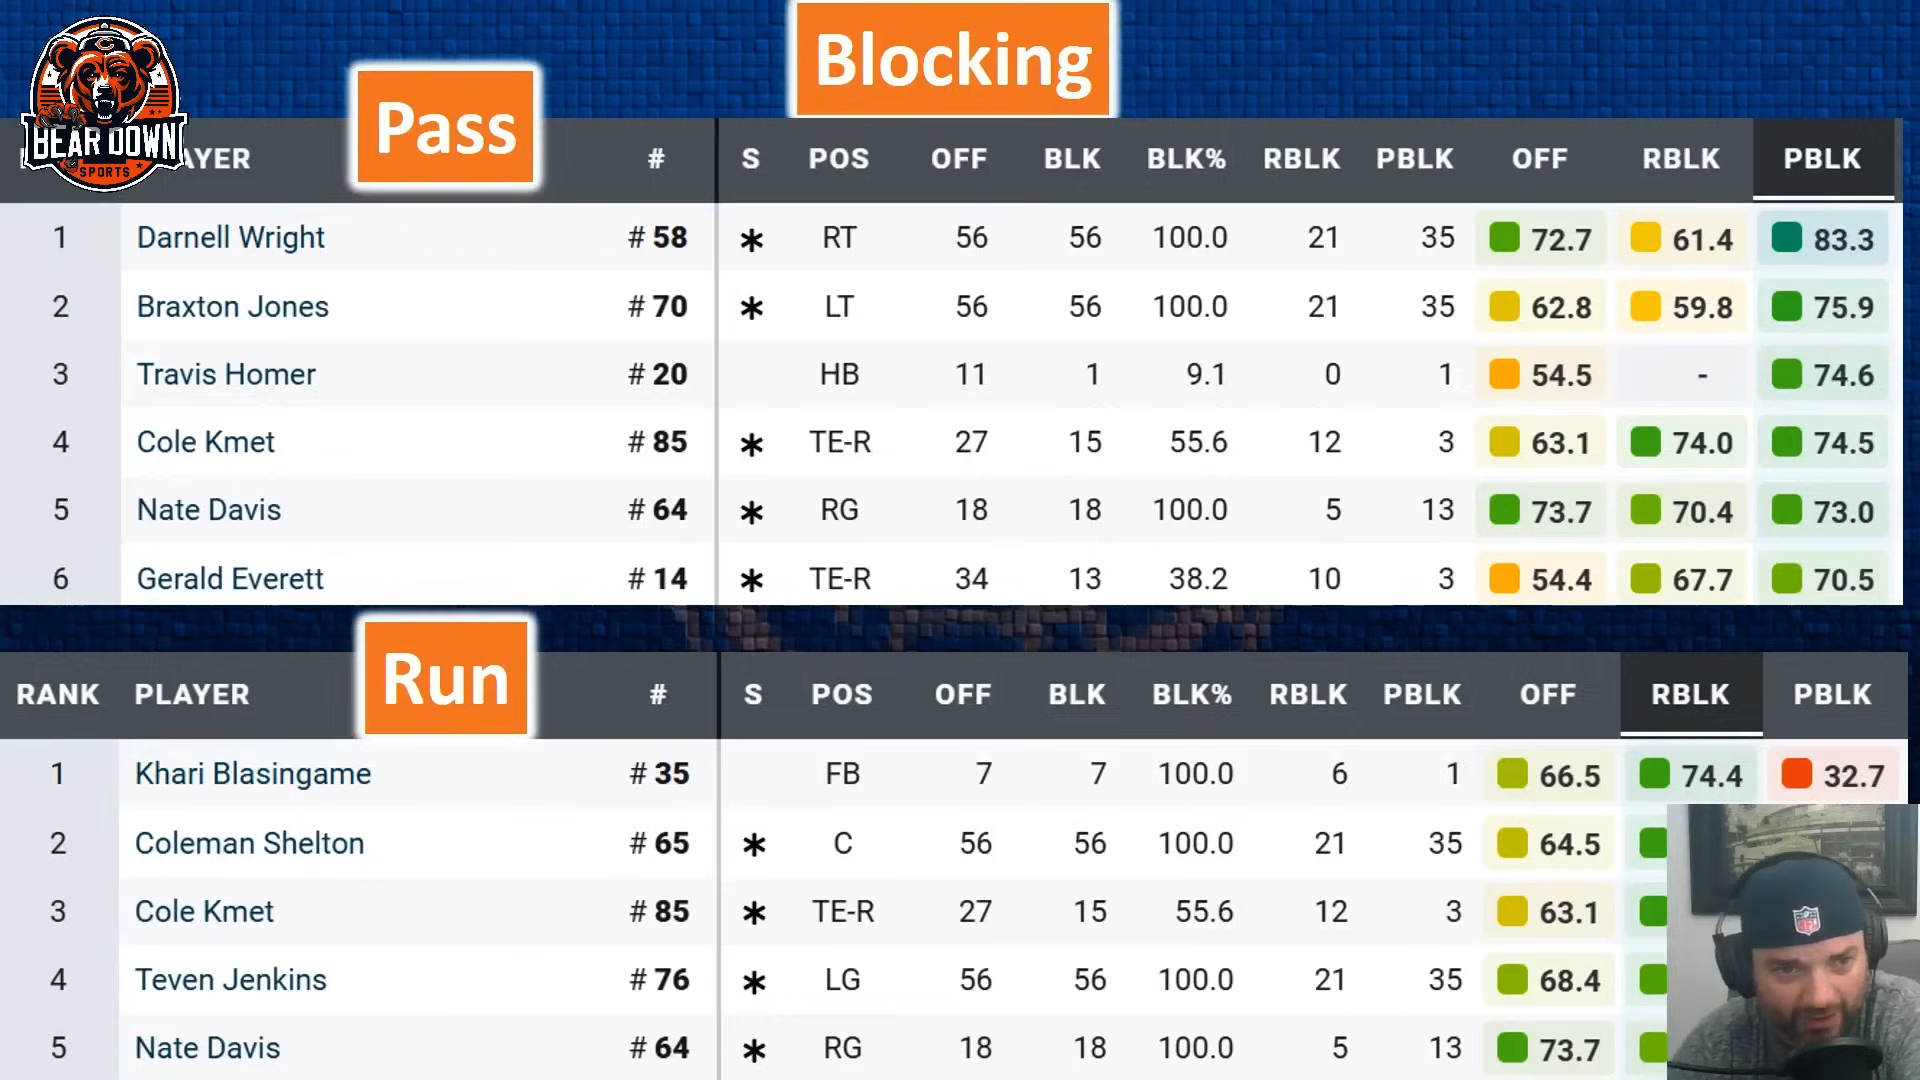 Blocking
Pass
BEAR DOWN
SPORTS
AYER # S POS OFF BLK BLK% RBLK PBLK OFF RBLK PBLK
1 Darnell Wright # 58 * RT 56 56 100.0 21 35 72.7 61.4 83.3
2 Braxton Jones # 70 * LT 56 56 100.0 21 35 62.8 59.8 75.9
3 Travis Homer # 20 HB 11 1 9.1 0 1 54.5 - 74.6
4 Cole Kmet # 85 * TE-R 27 15 55.6 12 3 63.1 74.0 74.5
5 Nate Davis # 64 * RG 18 18 100.0 5 13 73.7 70.4 73.0
6 Gerald Everett # 14 * TE-R 34 13 38.2 10 3 54.4 67.7 70.5
Run
RANK PLAYER # S POS OFF BLK BLK% RBLK PBLK OFF RBLK PBLK
1 Khari Blasingame # 35 FB 7 7 100.0 6 1 66.5 74.4 32.7
2 Coleman Shelton # 65 * C 56 56 100.0 21 35 64.5
3 Cole Kmet # 85 * TE-R 27 15 55.6 12 3 63.1
4 Teven Jenkins # 76 * LG 56 56 100.0 21 35 68.4
5 Nate Davis # 64 * RG 18 18 100.0 5 13 73.7
NFL